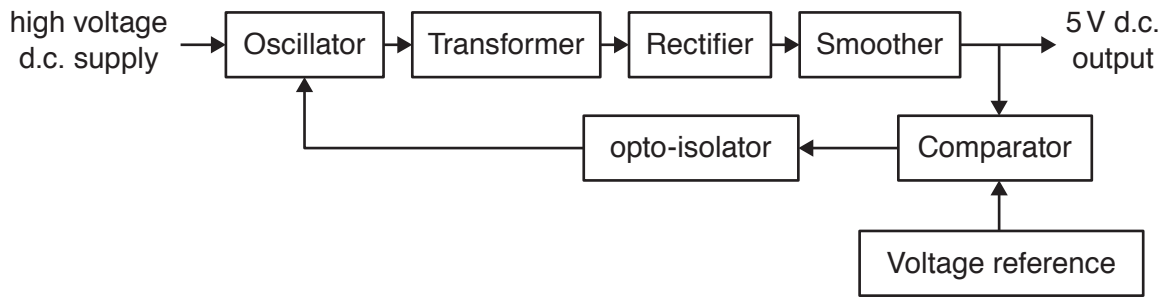 high voltage
d.c. supply
Oscillator
Transformer
Rectifier
Smoother
5 V d.c.
output
opto-isolator
Comparator
Voltage reference